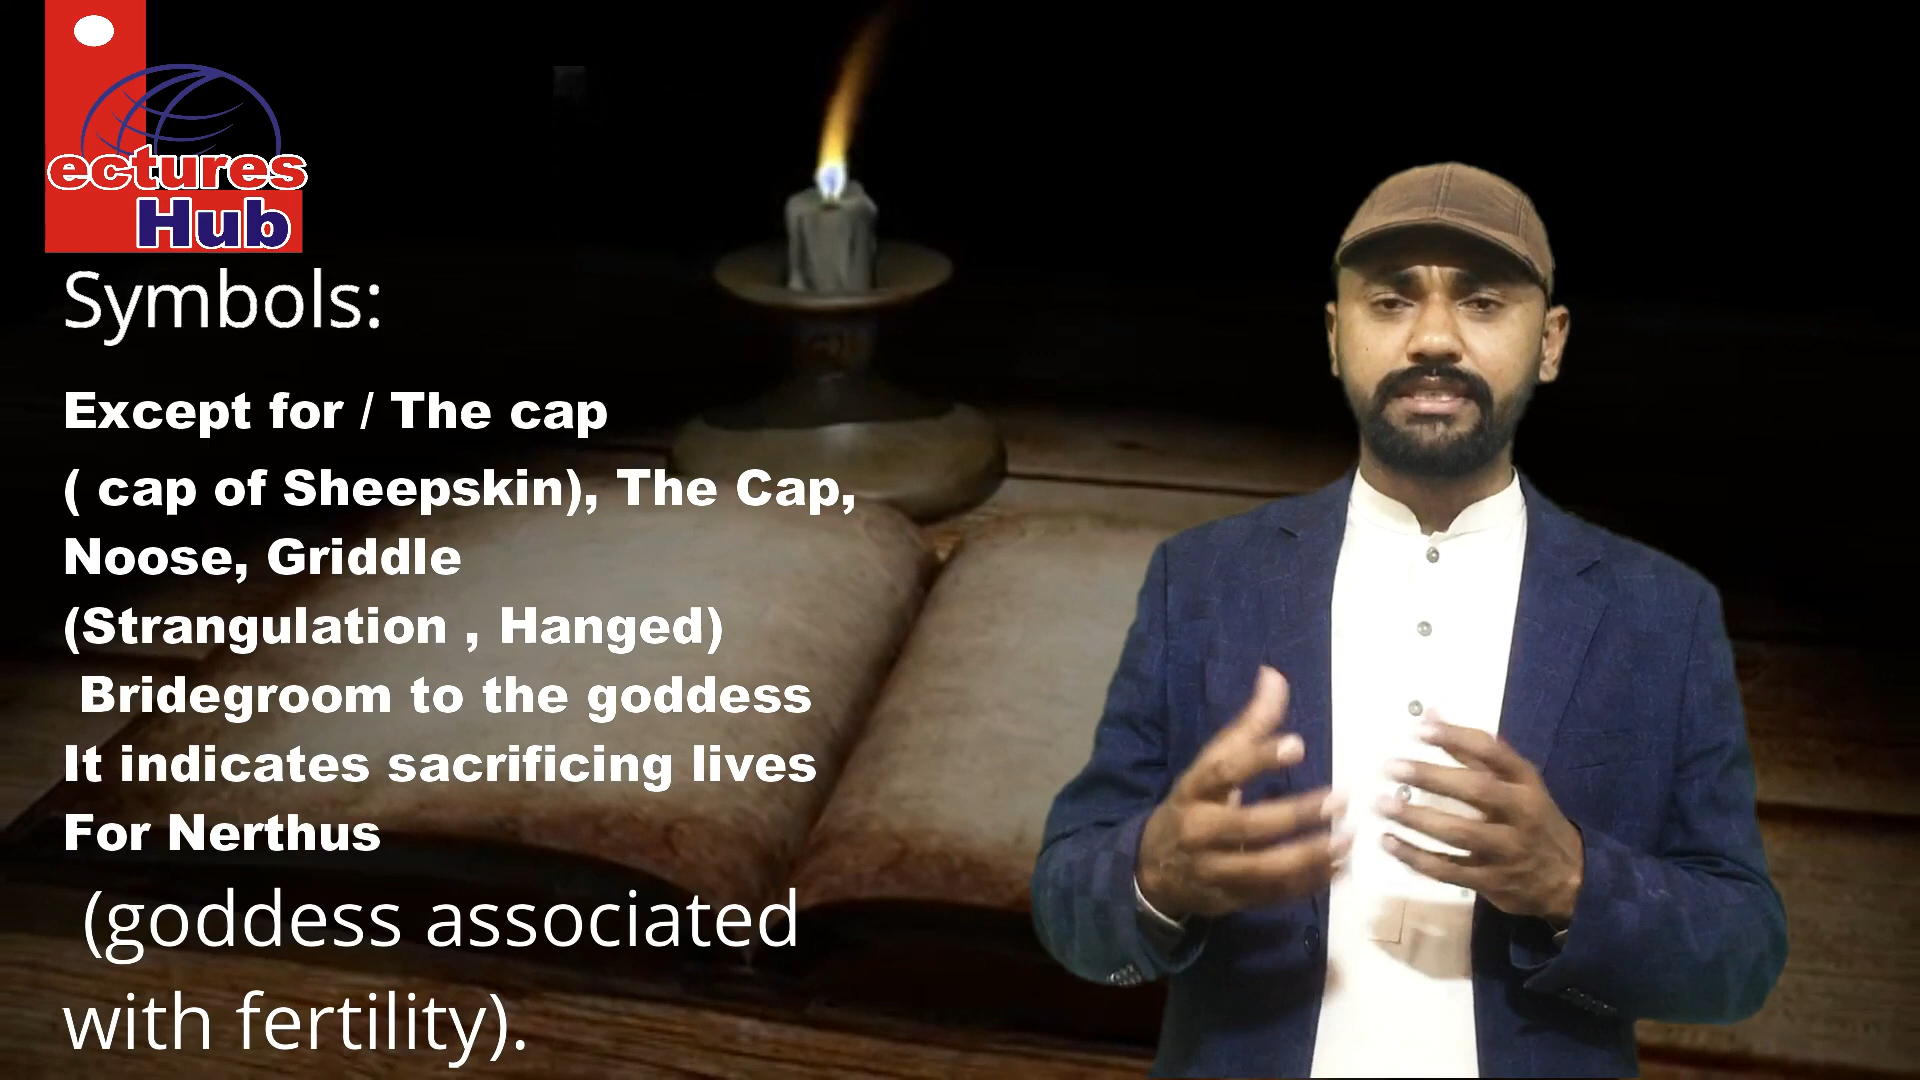 ectures
Hub
Symbols:
Except for / The cap
( cap of Sheepskin), The Cap,
Noose, Griddle
(Strangulation , Hanged)
Bridegroom to the goddess
It indicates sacrificing lives
For Nerthus
(goddess associated
with fertility).